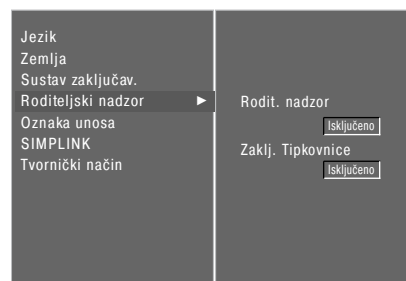 Jezik
Zemlja
Sustav zaključav.
Roditeljski nadzor ►
Oznaka unosa
SIMPLINK
Tvornički način
Rodit. nadzor
Isključeno
Zaklj. Tipkovnice
Isključeno